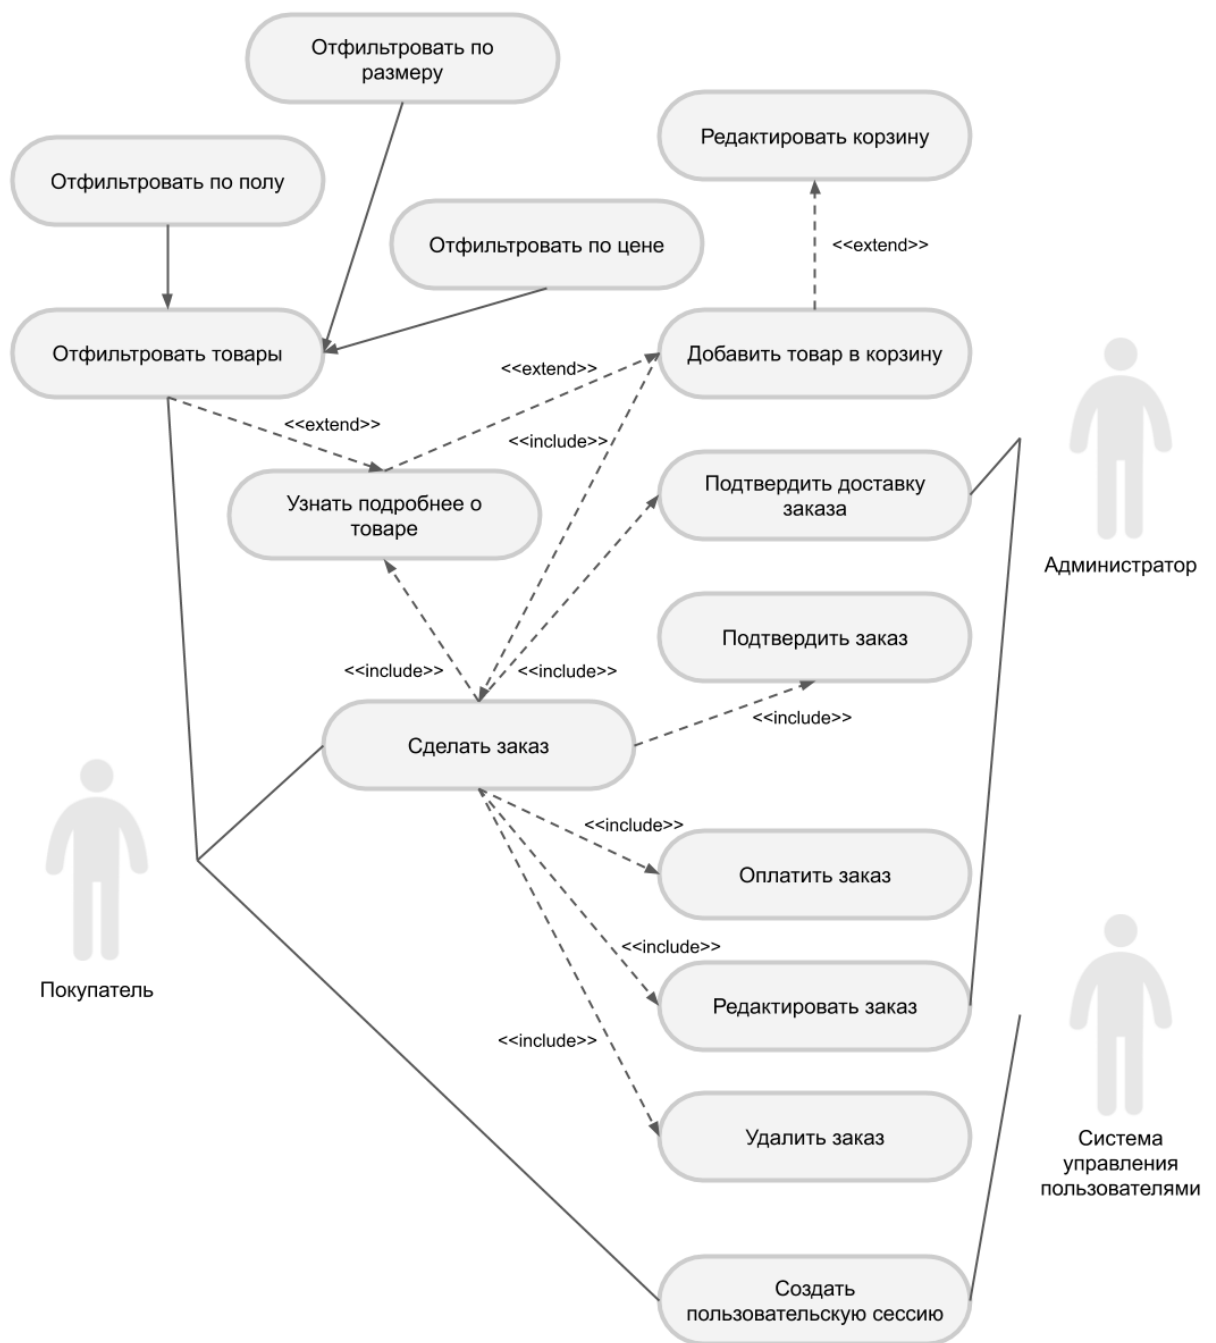 Отфильтровать по
размеру
Редактировать корзину
Отфильтровать по полу
Отфильтровать по цене
<<extend>>
Отфильтровать товары
Добавить товар в корзину
<<extend>>
<<extend>>
<<include>>
Узнать подробнее о
товаре
Подтвердить доставку
заказа
Администратор
Подтвердить заказ
<<include>>
<<include>>
<<include>>
Сделать заказ
<<include>>
Оплатить заказ
<<include>>
Покупатель
Редактировать заказ
<<include>>
Удалить заказ
Система
управления
пользователями
Создать
пользовательскую сессию